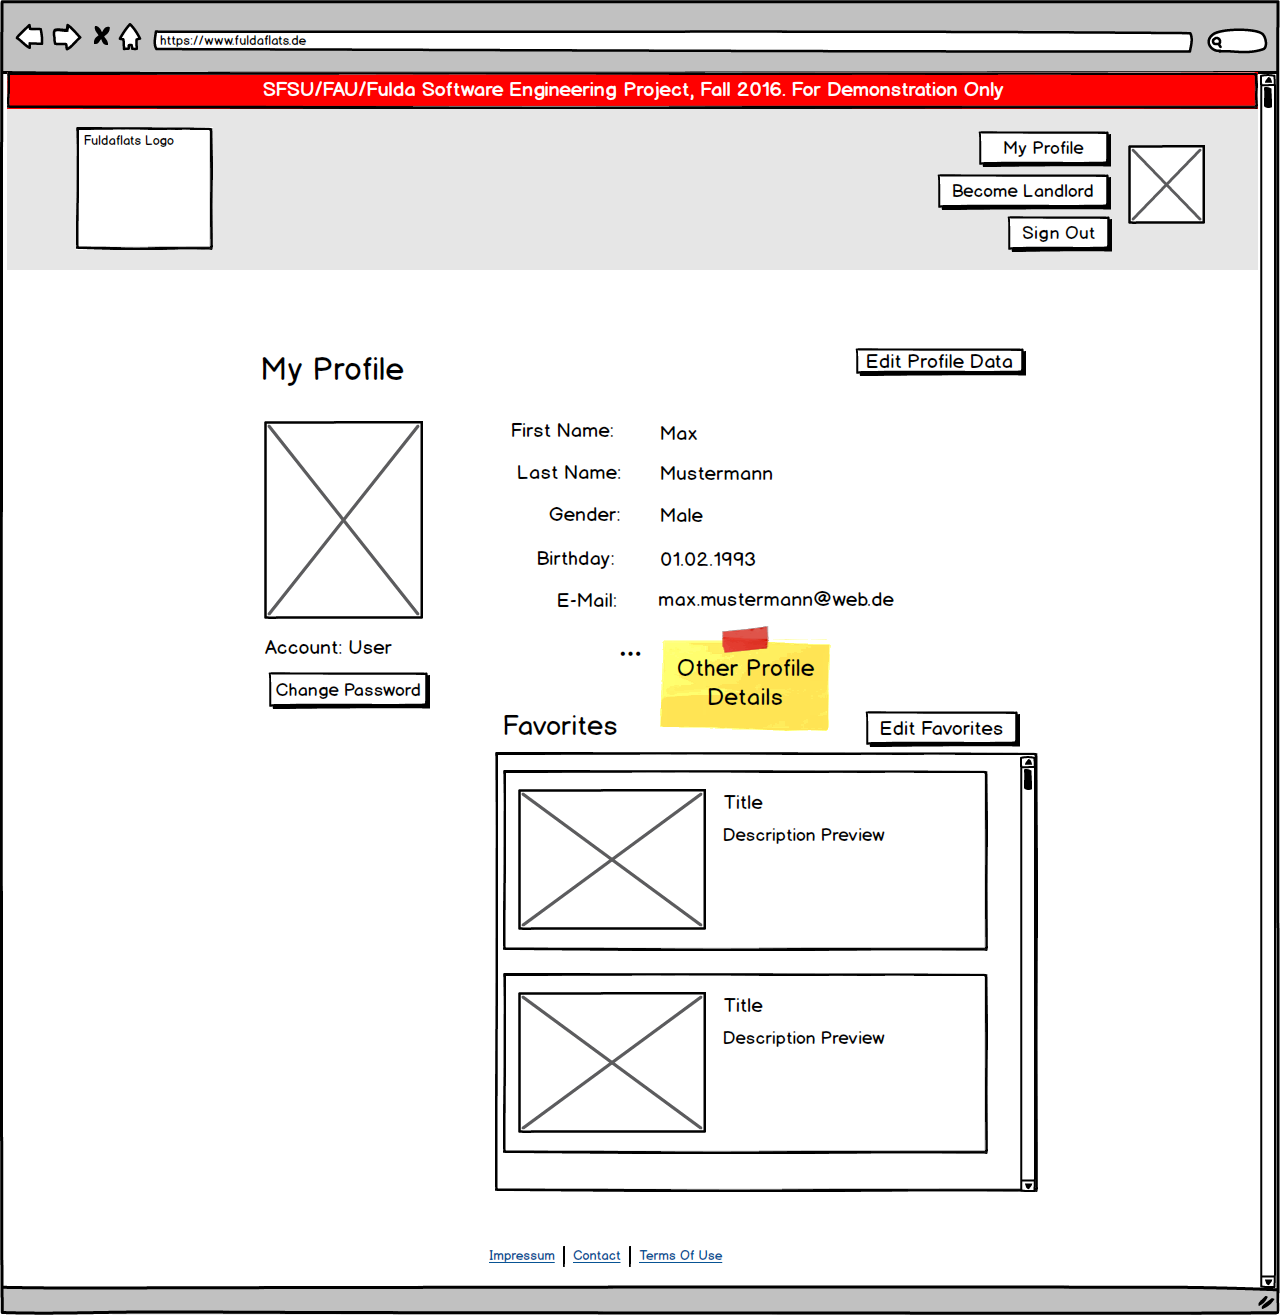 https://www.fuldaflats.de
SFSU/FAU/Fulda Software Engineering Project, Fall 2016. For Demonstration Only
Fuldaflats Logo
My Profile
Become Landlord
Sign Out
My Profile
Edit Profile Data
First Name: Max
Last Name: Mustermann
Gender: Male
Birthday: 01.02.1993
E-Mail: max.mustermann@web.de
Account: User
Change Password
...
Other Profile
Details
Favorites
Edit Favorites
Title
Description Preview
Title
Description Preview
Impressum | Contact | Terms Of Use